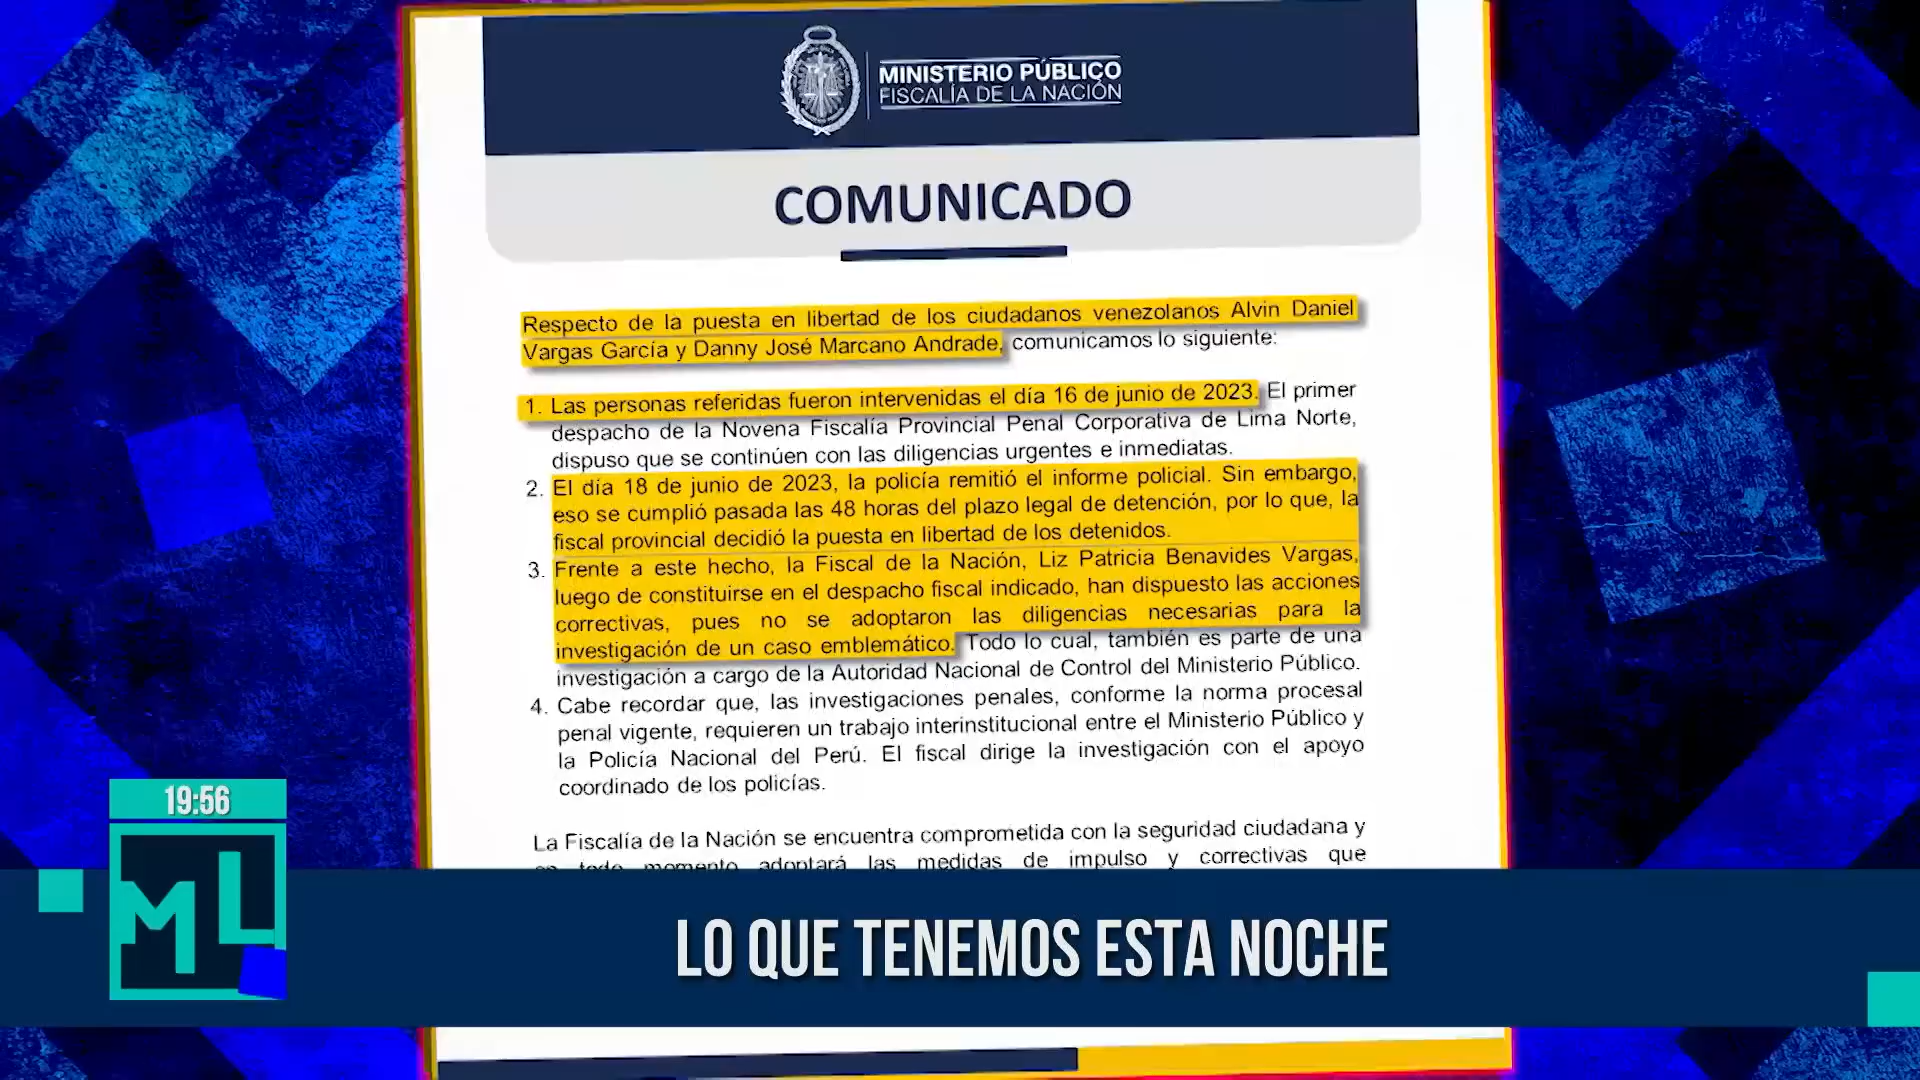 MINISTERIO PÚBLICO
FISCALÍA DE LA NACIÓN
COMUNICADO
Respecto de la puesta en libertad de los ciudadanos venezolanos Alvin Daniel
Vargas García y Danny José Marcano Andrade, comunicamos lo siguiente:
1. Las personas referidas fueron intervenidas el día 16 de junio de 2023. El primer
despacho de la Novena Fiscalía Provincial Penal Corporativa de Lima Norte,
dispuso que se continúen con las diligencias urgentes e inmediatas.
2. El día 18 de junio de 2023, la policía remitió el informe policial. Sin embargo,
eso se cumplió pasada las 48 horas del plazo legal de detención, por lo que, la
fiscal provincial decidió la puesta en libertad de los detenidos.
3. Frente a este hecho, la Fiscal de la Nación, Liz Patricia Benavides Vargas,
luego de constituirse en el despacho fiscal indicado, han dispuesto las acciones
correctivas, pues no se adoptaron las diligencias necesarias para la
investigación de un caso emblemático. Todo lo cual, también es parte de una
investigación a cargo de la Autoridad Nacional de Control del Ministerio Público.
4. Cabe recordar que, las investigaciones penales, conforme la norma procesal
penal vigente, requieren un trabajo interinstitucional entre el Ministerio Público y
la Policía Nacional del Perú. El fiscal dirige la investigación con el apoyo
coordinado de los policías.
La Fiscalía de la Nación se encuentra comprometida con la seguridad ciudadana y
en todo momento adoptará las medidas de impulso y correctivas que
19:56
ML
LO QUE TENEMOS ESTA NOCHE